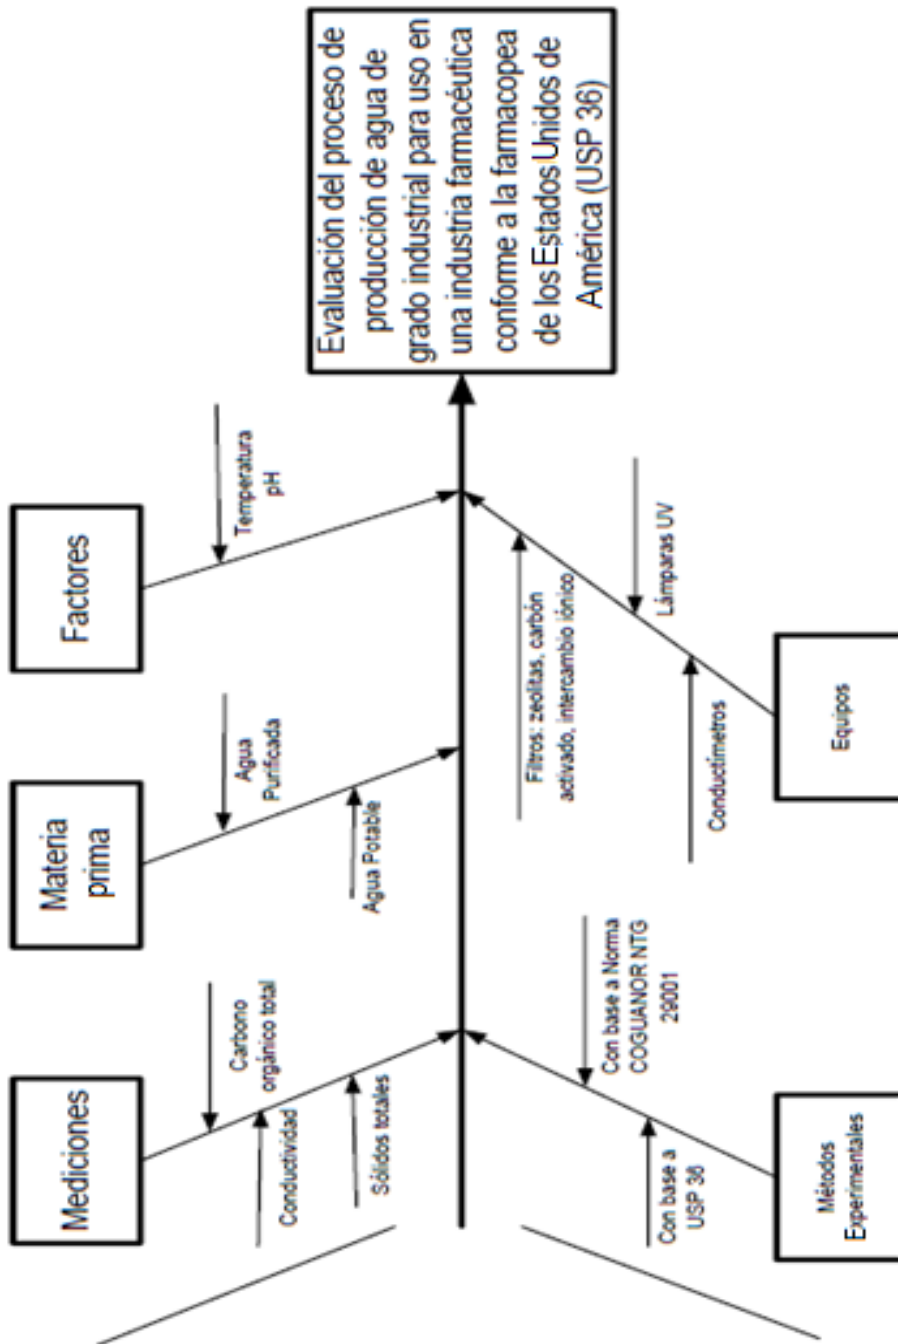 Mediciones
Carbono
orgánico total
Conductividad
Sólidos totales
Materia
prima
Agua
Purificada
Agua Potable
Factores
Temperatura
pH
Evaluación del proceso de
producción de agua de
grado industrial para uso en
una industria farmacéutica
conforme a la farmacopea
de los Estados Unidos de
América (USP 36)
Métodos
Experimentales
Con base a
USP 36
Con base a Norma
COGUANOR NTG
29001
Equipos
Conductímetros
Lámparas UV
Filtros: zeolitas, carbón
activado, intercambio iónico